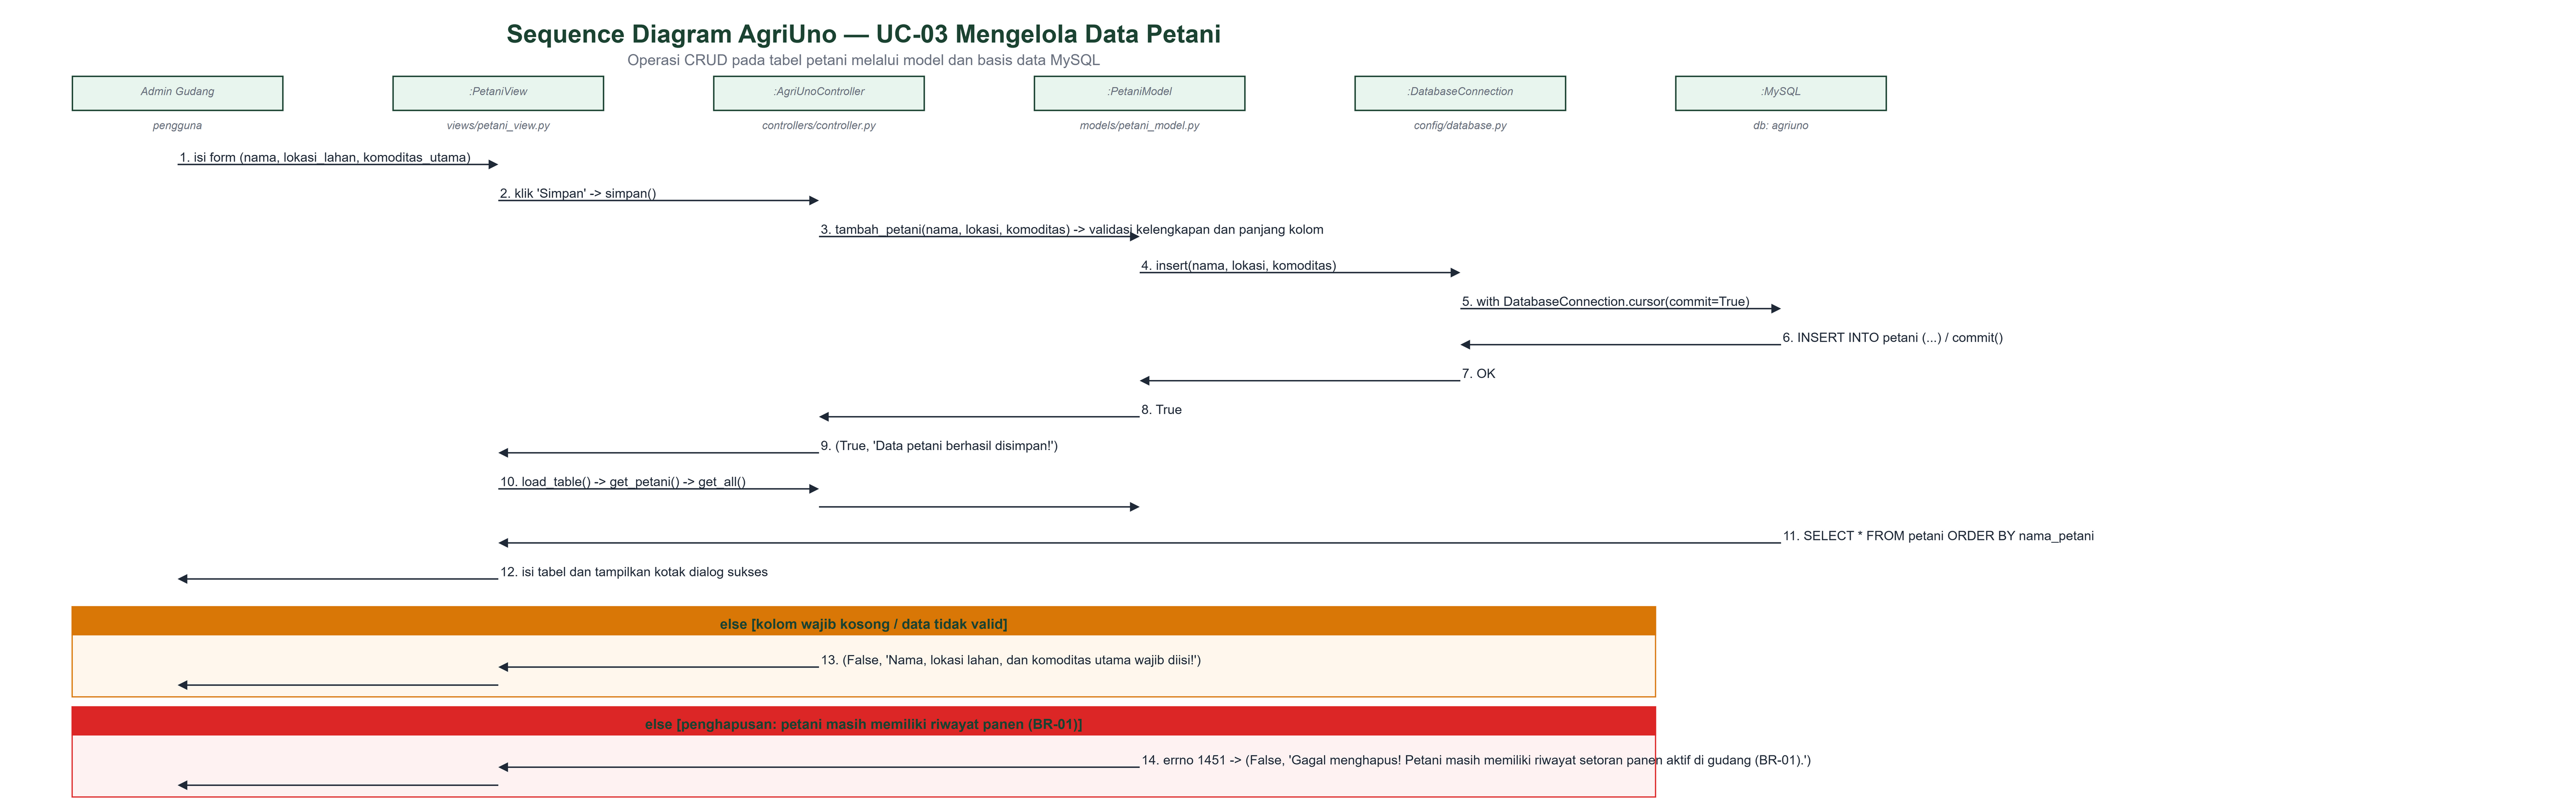 Sequence Diagram AgriUno — UC-03 Mengelola Data Petani
Operasi CRUD pada tabel petani melalui model dan basis data MySQL
Admin Gudang
:PetaniView
:AgriUnoController
:PetaniModel
:DatabaseConnection
:MySQL
pengguna
views/petani_view.py
controllers/controller.py
models/petani_model.py
config/database.py
db: agriuno
1. isi form (nama, lokasi_lahan, komoditas_utama)
2. klik 'Simpan' -> simpan()
3. tambah_petani(nama, lokasi, komoditas) -> validasi kelengkapan dan panjang kolom
4. insert(nama, lokasi, komoditas)
5. with DatabaseConnection.cursor(commit=True)
6. INSERT INTO petani (...) / commit()
7. OK
8. True
9. (True, 'Data petani berhasil disimpan!')
10. load_table() -> get_petani() -> get_all()
11. SELECT * FROM petani ORDER BY nama_petani
12. isi tabel dan tampilkan kotak dialog sukses
else [kolom wajib kosong / data tidak valid]
13. (False, 'Nama, lokasi lahan, dan komoditas utama wajib diisi!')
else [penghapusan: petani masih memiliki riwayat panen (BR-01)]
14. errno 1451 -> (False, 'Gagal menghapus! Petani masih memiliki riwayat setoran panen aktif di gudang (BR-01).')